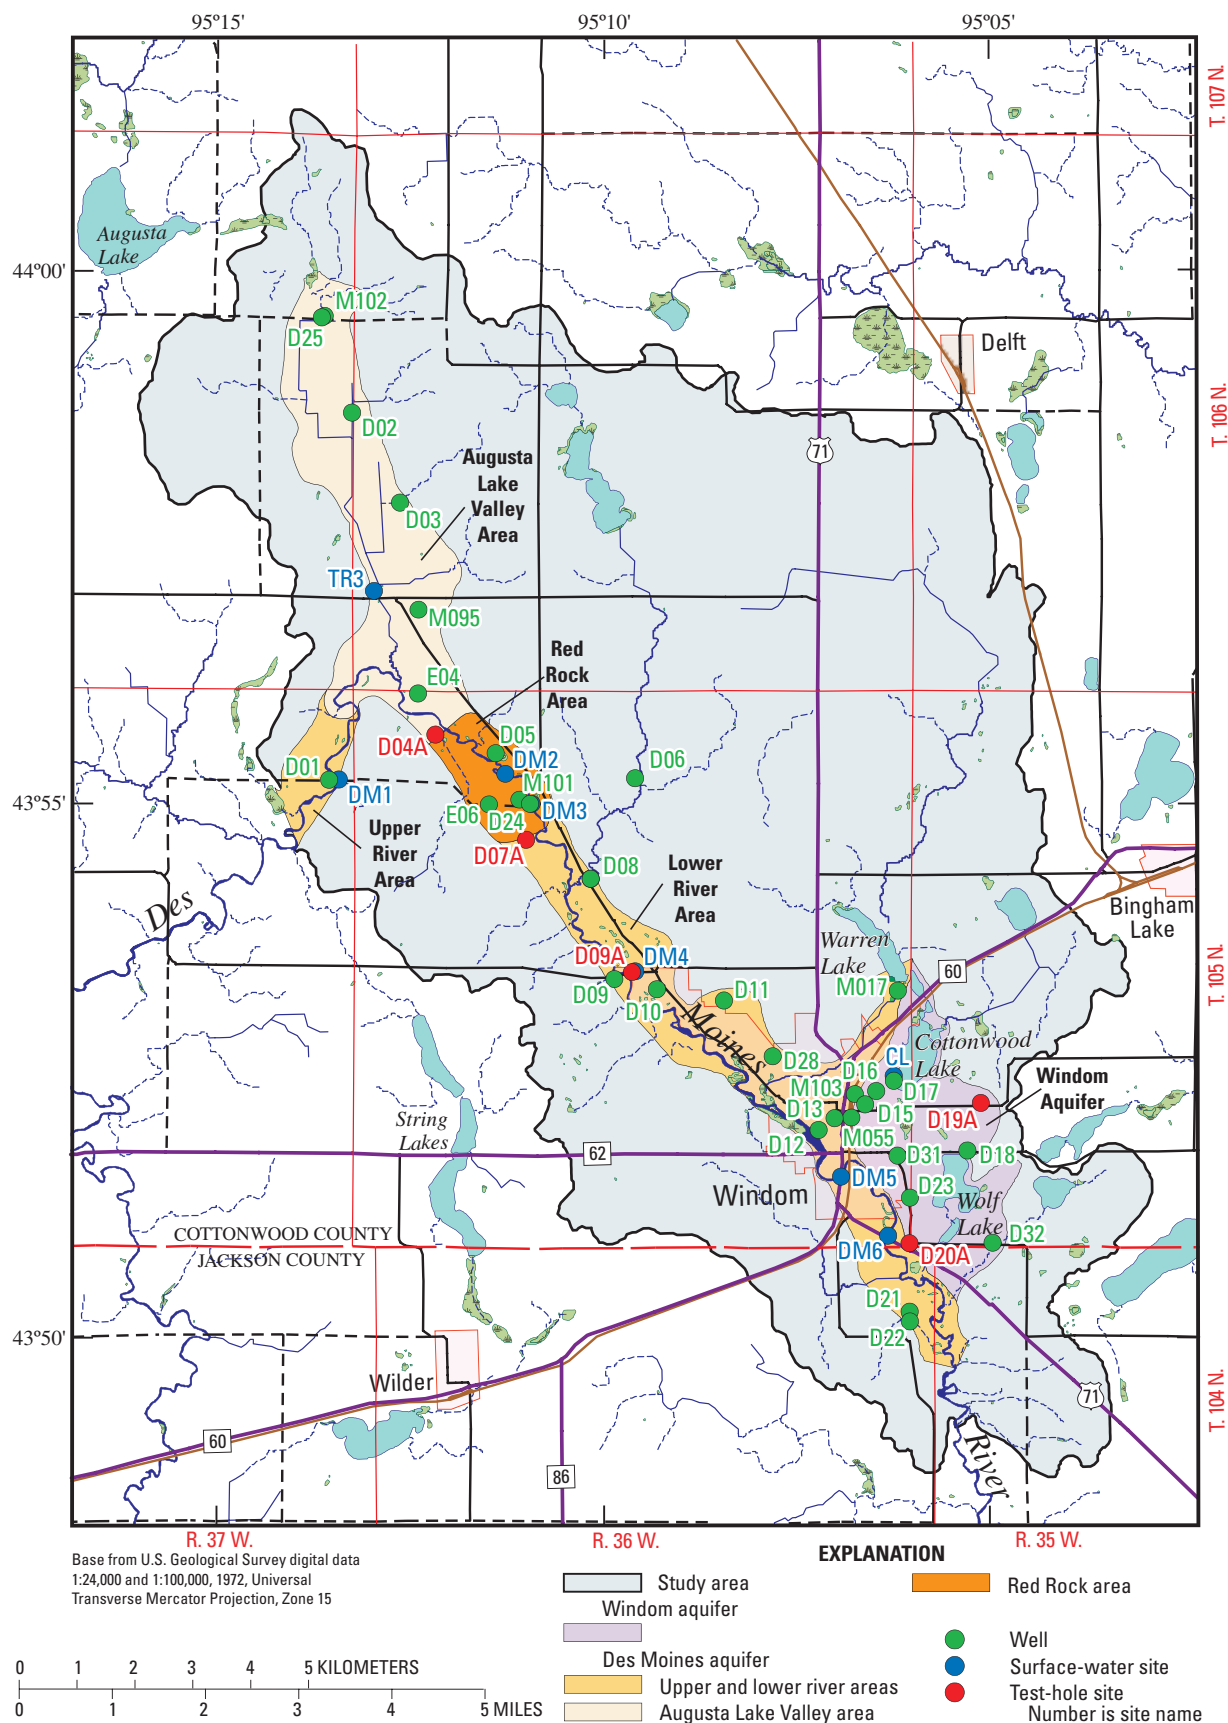 95°15'
95°10'
95°05'
T. 107 N.
Augusta
Lake
44°00'
M102
D25
Delft
T. 106 N.
D02
71
Augusta
Lake
Valley
Area
D03
TR3
M095
Red
Rock
Area
E04
D04A
D05
DM2
D06
D01
DM1
M101
43°55'
E06
D24
DM3
Upper
River
Area
D07A
D08
Lower
River
Area
Des
Bingham
Lake
Warren
Lake
60
T. 105 N.
D09A
DM4
M017
D09
D10
D11
Moines
Cottonwood
Lake
D28
CL
D16
M103
D17
Windom
Aquifer
D13
D15
D19A
String
Lakes
D12
M055
62
D31
D18
Windom
DM5
D23
Wolf
Lake
COTTONWOOD COUNTY
D32
JACKSON COUNTY
DM6
D20A
D21
43°50'
D22
Wilder
71
60
86
River
R. 37 W.
R. 36 W.
R. 35 W.
Base from U.S. Geological Survey digital data
1:24,000 and 1:100,000, 1972, Universal
Transverse Mercator Projection, Zone 15
EXPLANATION
Study area
Red Rock area
Windom aquifer
Well
Des Moines aquifer
Surface-water site
Upper and lower river areas
Test-hole site
Number is site name
Augusta Lake Valley area
0 1 2 3 4 5 KILOMETERS
0 1 2 3 4 5 MILES